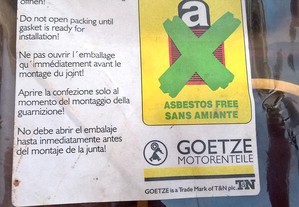 öffnen!
Do not open packing until
gasket is ready for
installation!
Ne pas ouvrir l´emballage
qu´immédiatement avant le
montage du joint!
Aprire la confezione solo al
momento del montaggio della
guarnizione!
No debe abrir el embalaje
hasta inmediatamente antes
del montaje de la junta!
a
ASBESTOS FREE
SANS AMIANTE
GOETZE
MOTORENTEILE
GOETZE is a Trade Mark of T&N plc.
T&N